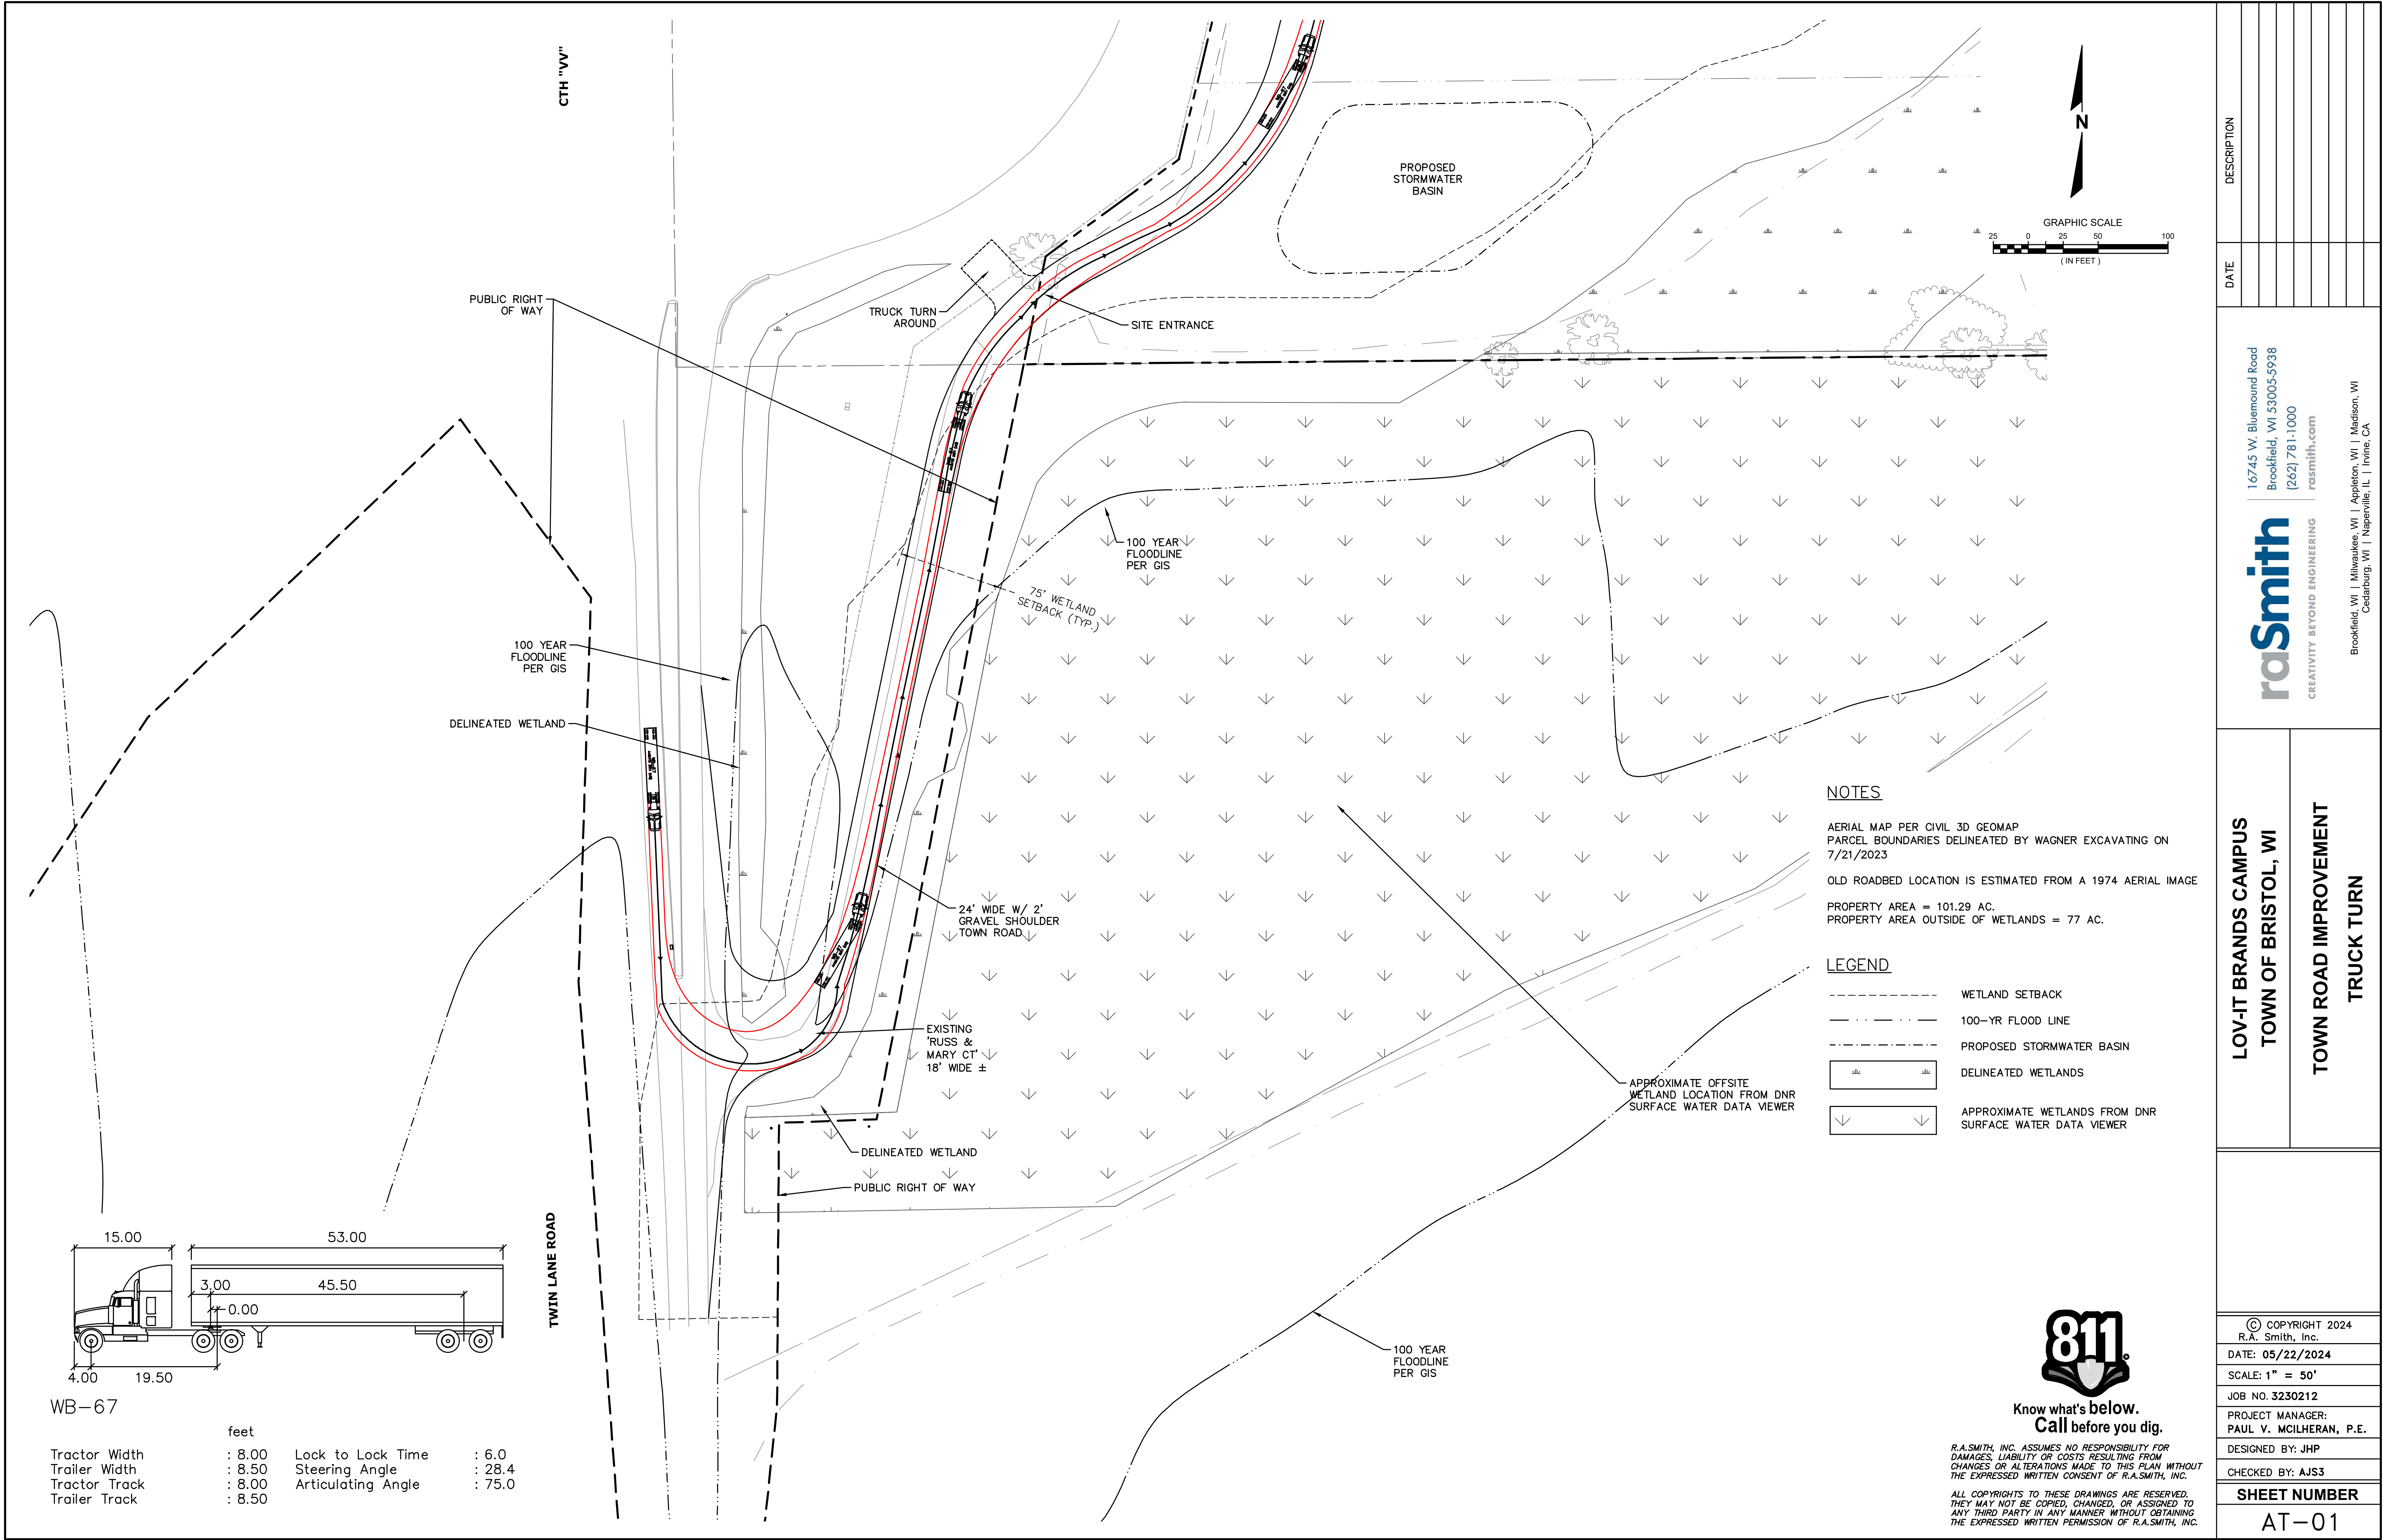 CTH "VV"
PUBLIC RIGHT
OF WAY
TRUCK TURN
AROUND
SITE ENTRANCE
PROPOSED
STORMWATER
BASIN
N
GRAPHIC SCALE
25 0 25 50 100
( IN FEET )
100 YEAR
FLOODLINE
PER GIS
75' WETLAND
SETBACK (TYP.)
100 YEAR
FLOODLINE
PER GIS
DELINEATED WETLAND
24' WIDE W/ 2'
GRAVEL SHOULDER
TOWN ROAD
EXISTING
'RUSS &
MARY CT'
18' WIDE ±
DELINEATED WETLAND
PUBLIC RIGHT OF WAY
APPROXIMATE OFFSITE
WETLAND LOCATION FROM DNR
SURFACE WATER DATA VIEWER
100 YEAR
FLOODLINE
PER GIS
TWIN LANE ROAD
NOTES
AERIAL MAP PER CIVIL 3D GEOMAP
PARCEL BOUNDARIES DELINEATED BY WAGNER EXCAVATING ON
7/21/2023
OLD ROADBED LOCATION IS ESTIMATED FROM A 1974 AERIAL IMAGE
PROPERTY AREA = 101.29 AC.
PROPERTY AREA OUTSIDE OF WETLANDS = 77 AC.
LEGEND
WETLAND SETBACK
100-YR FLOOD LINE
PROPOSED STORMWATER BASIN
DELINEATED WETLANDS
APPROXIMATE WETLANDS FROM DNR
SURFACE WATER DATA VIEWER
15.00 53.00
3.00 45.50
0.00
4.00 19.50
WB-67
feet
Tractor Width : 8.00 Lock to Lock Time : 6.0
Trailer Width : 8.50 Steering Angle : 28.4
Tractor Track : 8.00 Articulating Angle : 75.0
Trailer Track : 8.50
811
Know what's below.
Call before you dig.
R.A.SMITH, INC. ASSUMES NO RESPONSIBILITY FOR
DAMAGES, LIABILITY OR COSTS RESULTING FROM
CHANGES OR ALTERATIONS MADE TO THIS PLAN WITHOUT
THE EXPRESSED WRITTEN CONSENT OF R.A.SMITH, INC.
ALL COPYRIGHTS TO THESE DRAWINGS ARE RESERVED.
THEY MAY NOT BE COPIED, CHANGED, OR ASSIGNED TO
ANY THIRD PARTY IN ANY MANNER WITHOUT OBTAINING
THE EXPRESSED WRITTEN PERMISSION OF R.A.SMITH, INC.
DESCRIPTION
DATE
raSmith
CREATIVITY BEYOND ENGINEERING
16745 W. Bluemound Road
Brookfield, WI 53005-5938
(262) 781-1000
rasmith.com
Brookfield, WI | Milwaukee, WI | Appleton, WI | Madison, WI
Cedarburg, WI | Naperville, IL | Irvine, CA
LOV-IT BRANDS CAMPUS
TOWN OF BRISTOL, WI
TOWN ROAD IMPROVEMENT
TRUCK TURN
© COPYRIGHT 2024
R.A. Smith, Inc.
DATE: 05/22/2024
SCALE: 1" = 50'
JOB NO. 3230212
PROJECT MANAGER:
PAUL V. MCILHERAN, P.E.
DESIGNED BY: JHP
CHECKED BY: AJS3
SHEET NUMBER
AT-01